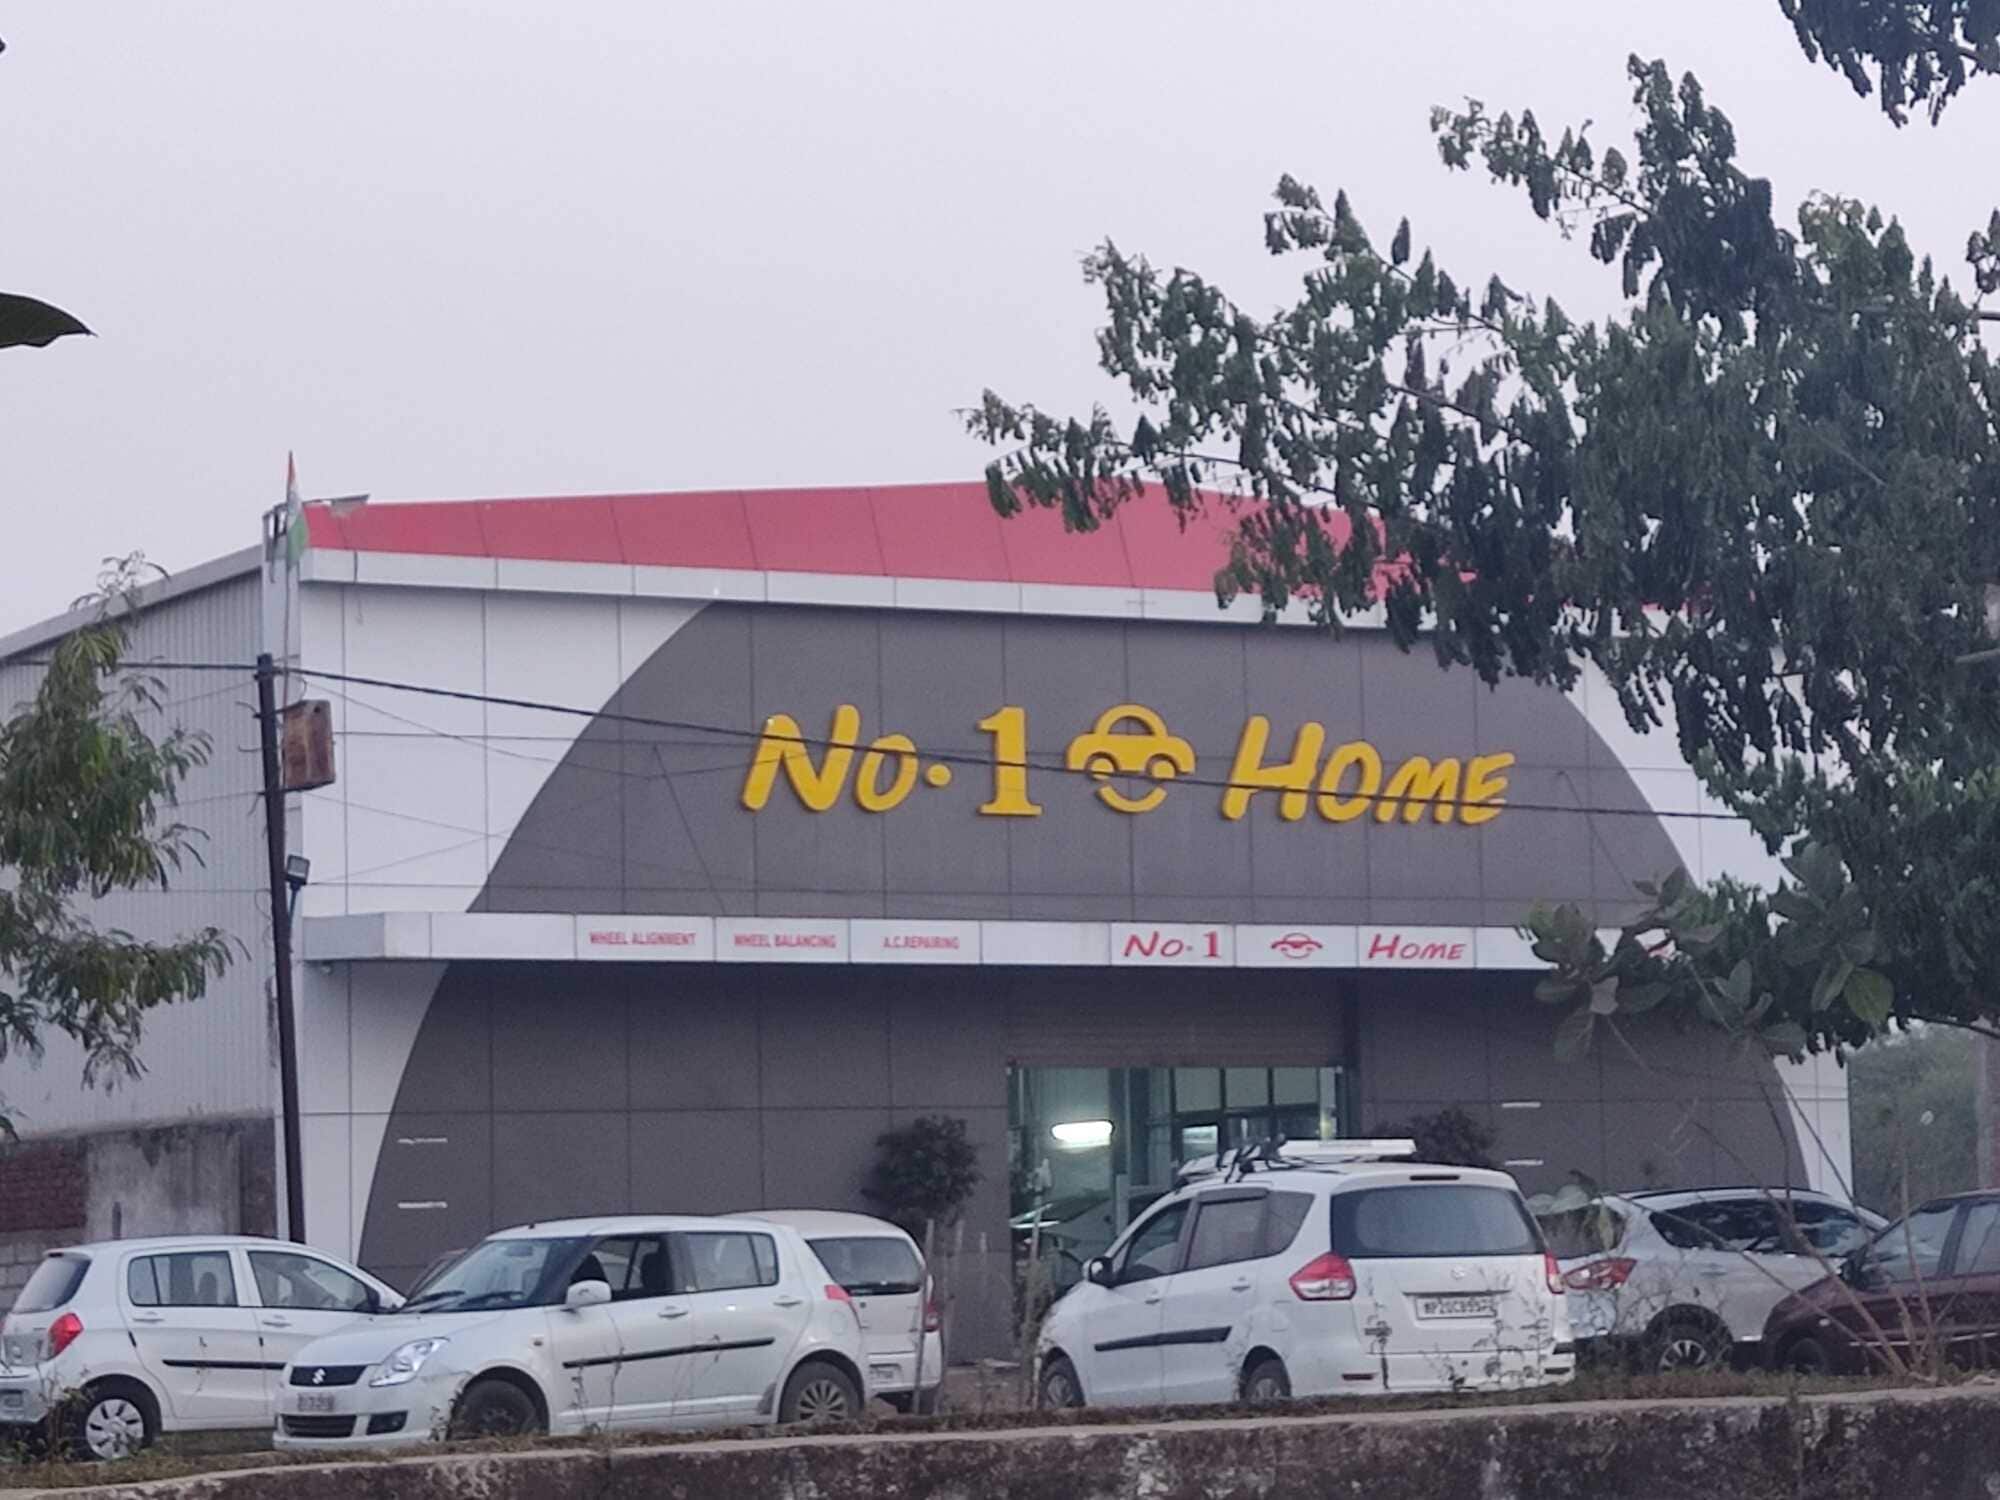 No. 1 HOME
WHEEL ALIGNMENT
WHEEL BALANCING
A.C.REPAIRING
No. 1 HOME